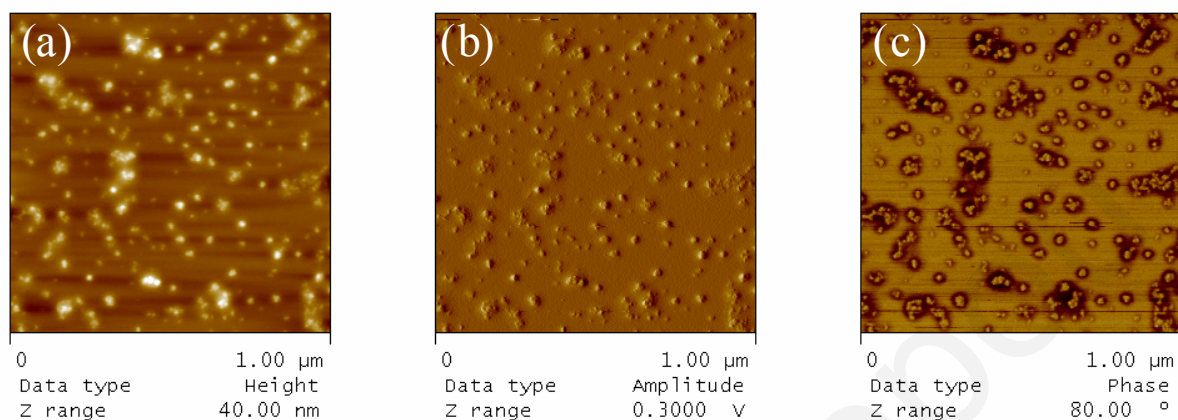 (a)
(b)
(c)
0 1.00 µm
Data type Height
Z range 40.00 nm
0 1.00 µm
Data type Amplitude
Z range 0.3000 V
0 1.00 µm
Data type Phase
Z range 80.00 º